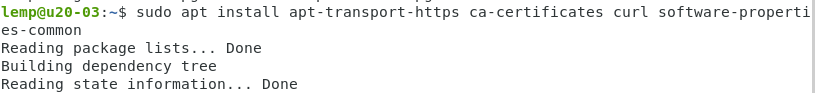 lemp@u20-03:~$ sudo apt install apt-transport-https ca-certificates curl software-properti
es-common
Reading package lists... Done
Building dependency tree
Reading state information... Done